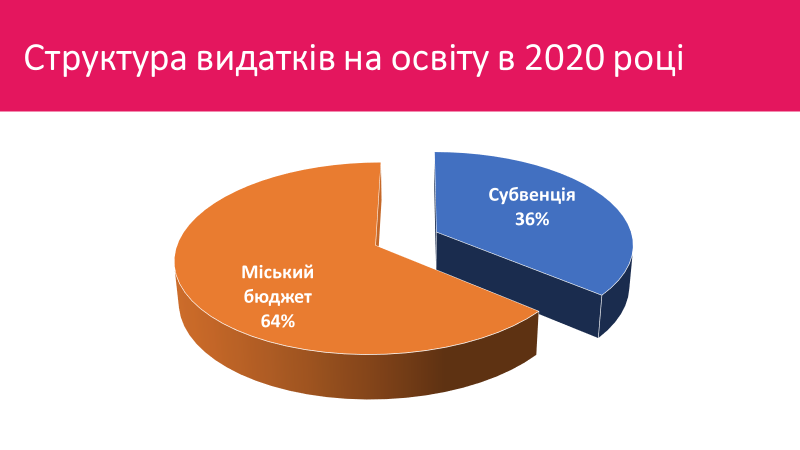 Структура видатків на освіту в 2020 році
Субвенція
36%
Міський
бюджет
64%